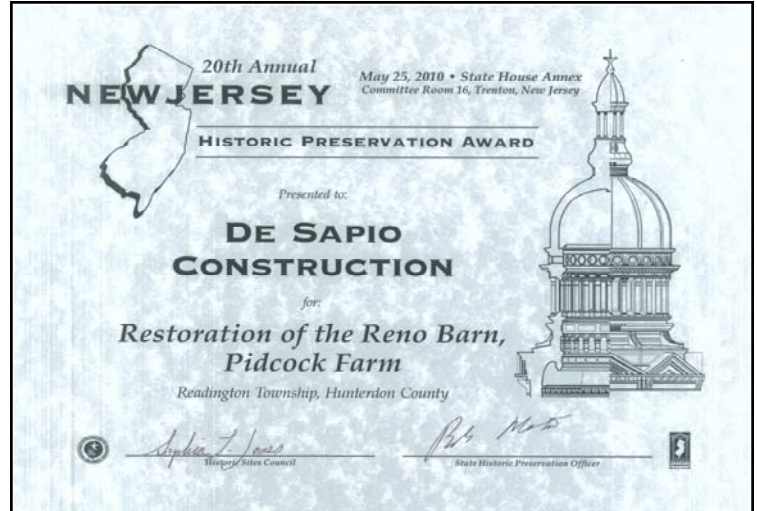 20th Annual
NEW JERSEY
May 25, 2010 • State House Annex
Committee Room 16, Trenton, New Jersey
HISTORIC PRESERVATION AWARD
Presented to:
DE SAPIO
CONSTRUCTION
for:
Restoration of the Reno Barn,
Pidcock Farm
Readington Township, Hunterdon County
Historic Sites Council
State Historic Preservation Officer